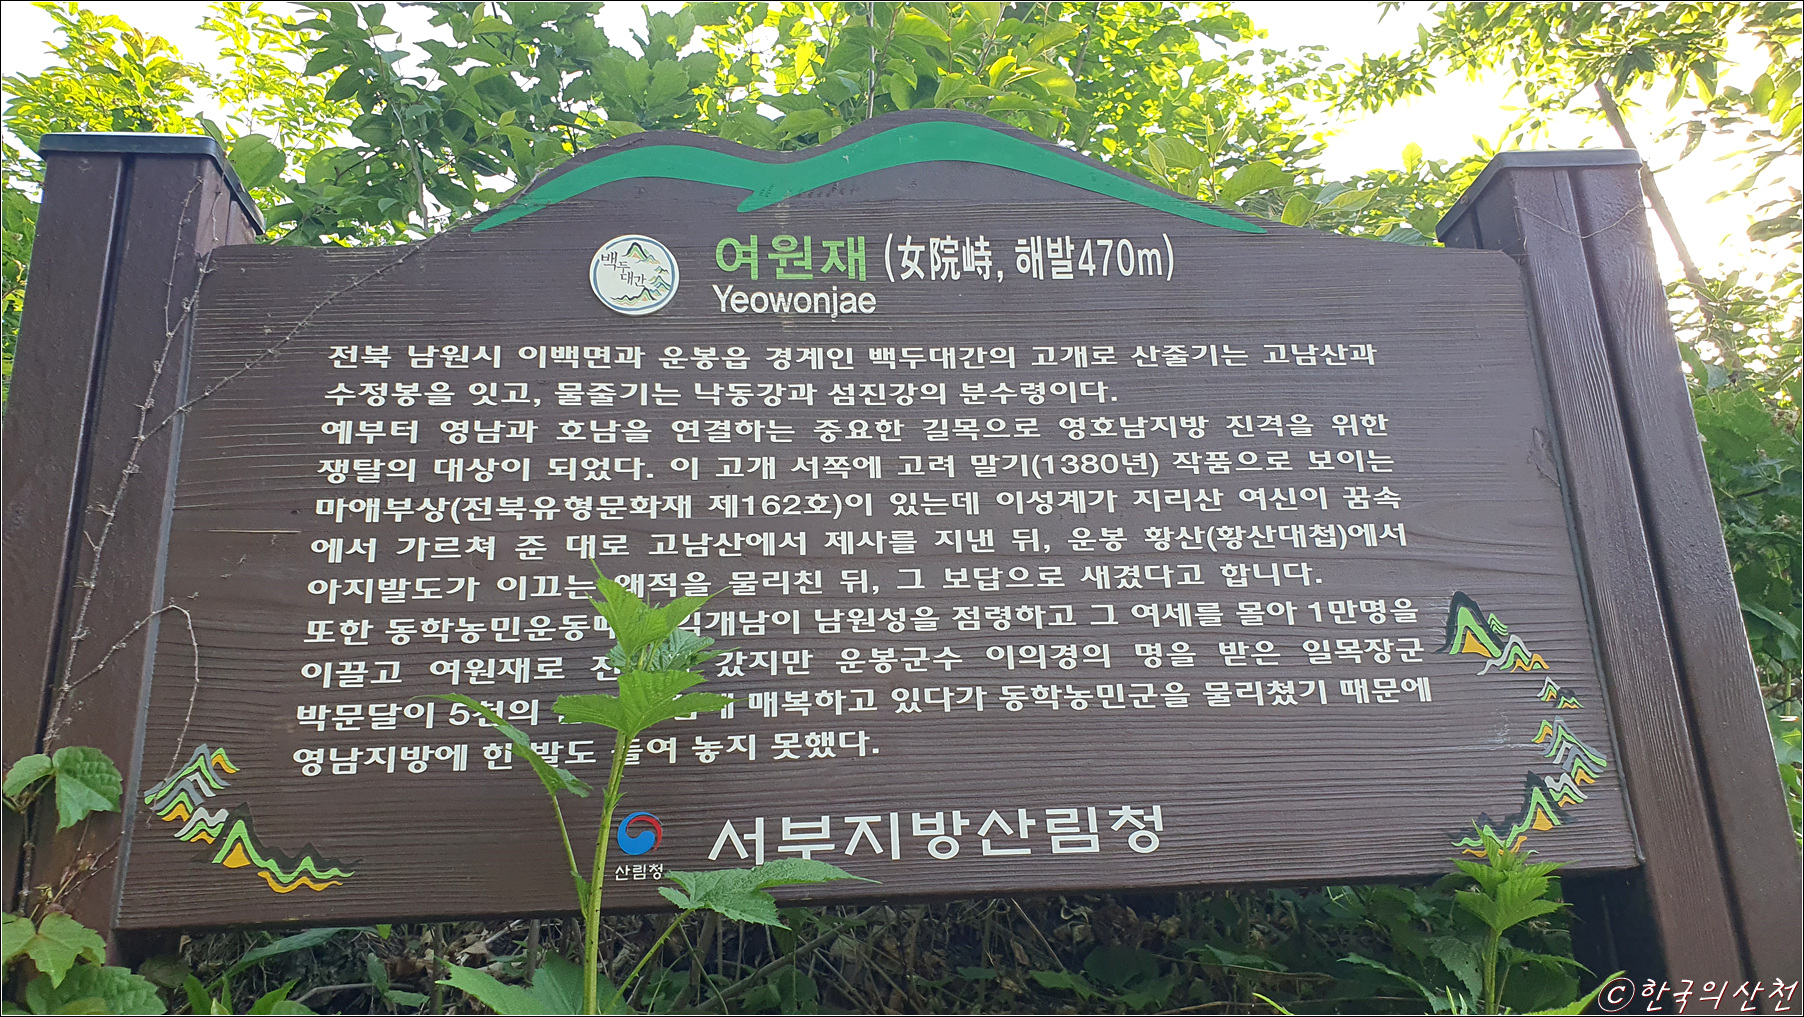 백두
대간
여원재 (女院峙, 해발470m)
Yeowonjae
전북 남원시 이백면과 운봉읍 경계인 백두대간의 고개로 산줄기는 고남산과
수정봉을 잇고, 물줄기는 낙동강과 섬진강의 분수령이다.
예부터 영남과 호남을 연결하는 중요한 길목으로 영호남지방 진격을 위한
쟁탈의 대상이 되었다. 이 고개 서쪽에 고려 말기(1380년) 작품으로 보이는
마애부상(전북유형문화재 제162호)이 있는데 이성계가 지리산 여신이 꿈속
에서 가르쳐 준 대로 고남산에서 제사를 지낸 뒤, 운봉 황산(황산대첩)에서
아지발도가 이끄는 왜적을 물리친 뒤, 그 보답으로 새겼다고 합니다.
또한 남원성을 점령하고 그 여세를 몰아 1만명을
이끌고 여원재로 갔지만 운봉군수 이의경의 명을 받은 일목장군
박문달이 5천의 매복하고 있다가 동학농민군을 물리쳤기 때문에
영남지방에 한 발도 들여 놓지 못했다.
산림청 서부지방산림청
©한국의산천